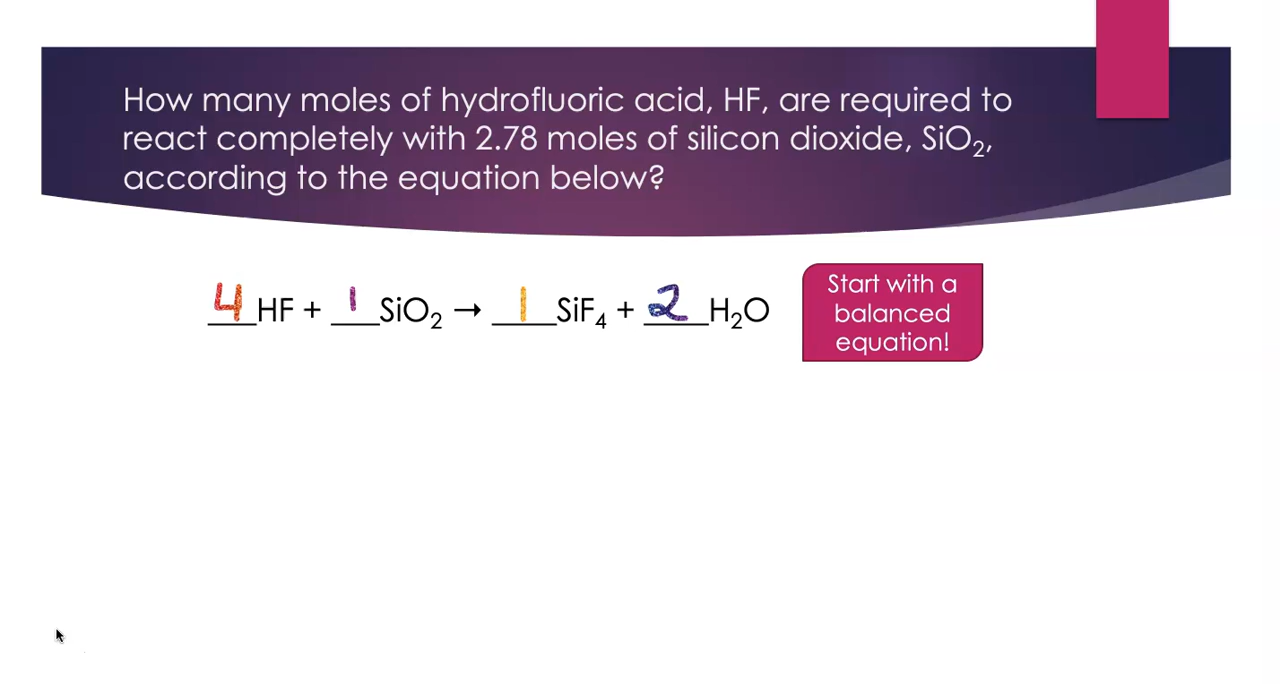 How many moles of hydrofluoric acid, HF, are required to
react completely with 2.78 moles of silicon dioxide, SiO₂,
according to the equation below?
4 HF + 1 SiO₂ → 1 SiF₄ + 2 H₂O
Start with a
balanced
equation!